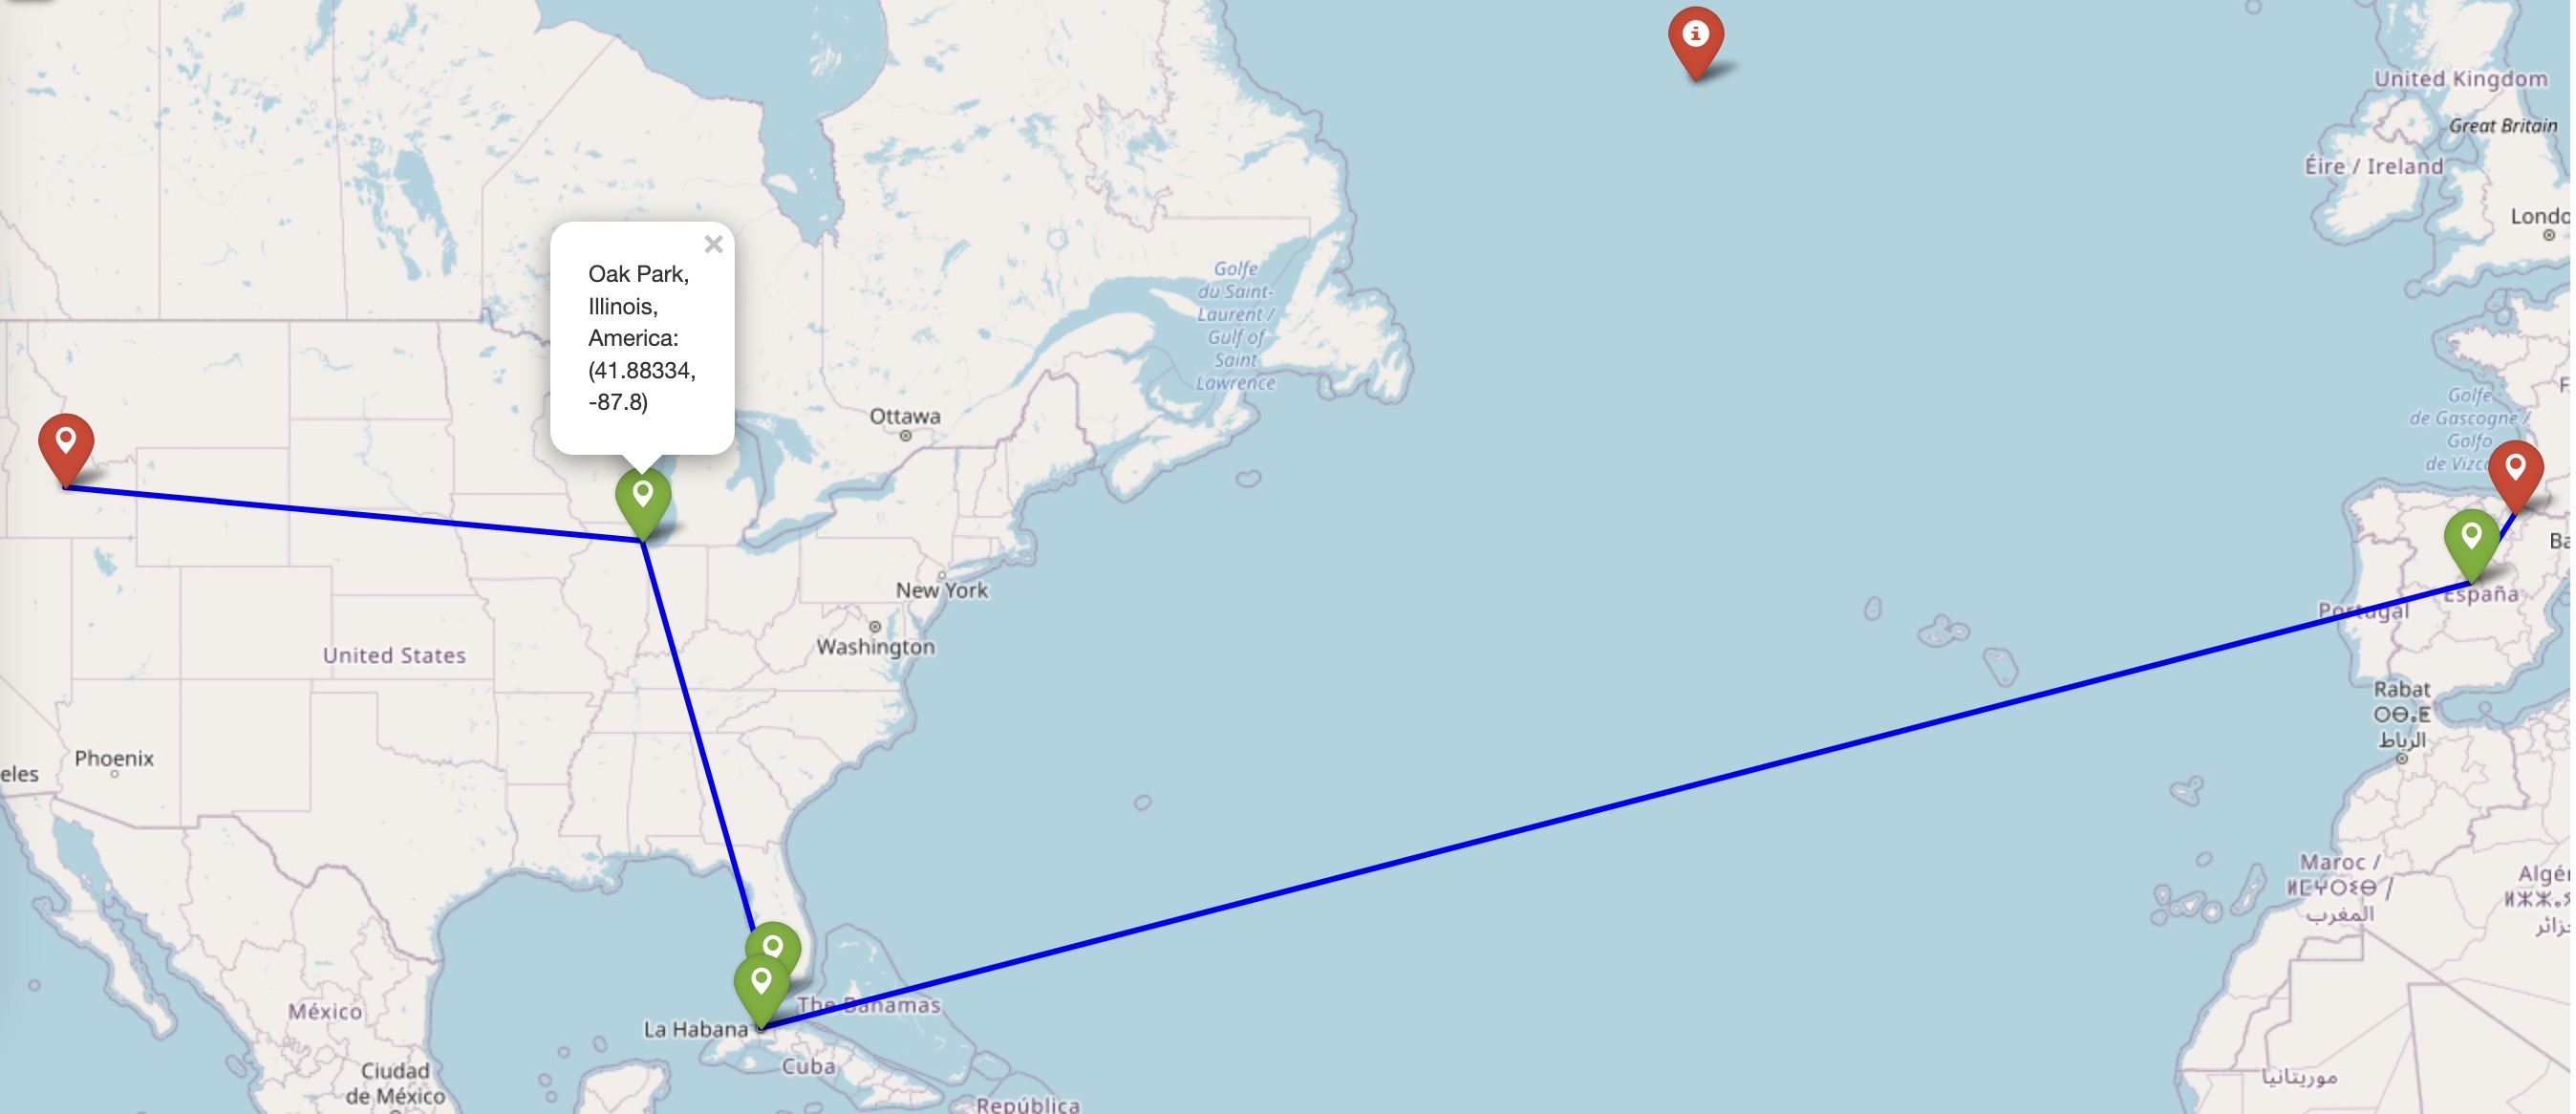 United Kingdom
Great Britain
Éire / Ireland
Londo
×
Oak Park,
Illinois,
America:
(41.88334,
-87.8)
Golfe
du Saint-
Laurent /
Gulf of
Saint
Lawrence
Ottawa
Golfe
de Gascogne /
Golfo
de Vizc
F
Ba
New York
España
Portugal
Washington
United States
Rabat
ⵔⴱⴰⵟ
الرباط
Phoenix
eles
Maroc /
ⵍⵎⵖⵔⵉⴱ /
المغرب
Algér
The Bahamas
México
La Habana
Cuba
Ciudad
de México
موريتانيا
República